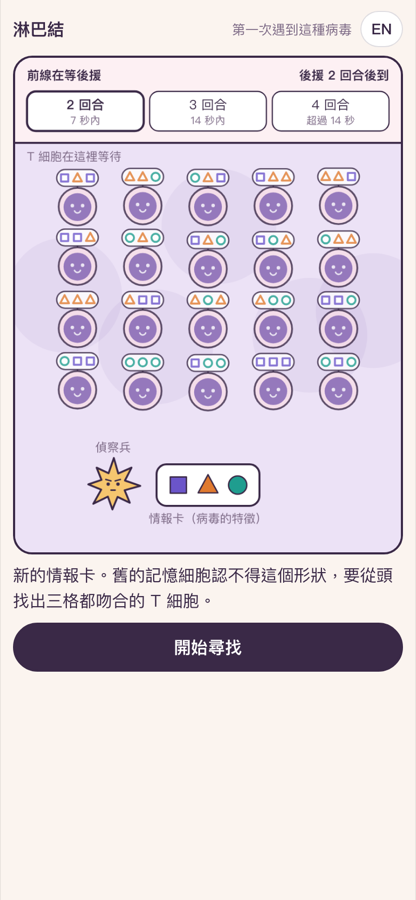 淋巴結
第一次遇到這種病毒
EN
前線在等後援
後援 2 回合後到
2 回合
7 秒內
3 回合
14 秒內
4 回合
超過 14 秒
T 細胞在這裡等待
偵察兵
情報卡（病毒的特徵）
新的情報卡。舊的記憶細胞認不得這個形狀，要從頭
找出三格都吻合的 T 細胞。
開始尋找